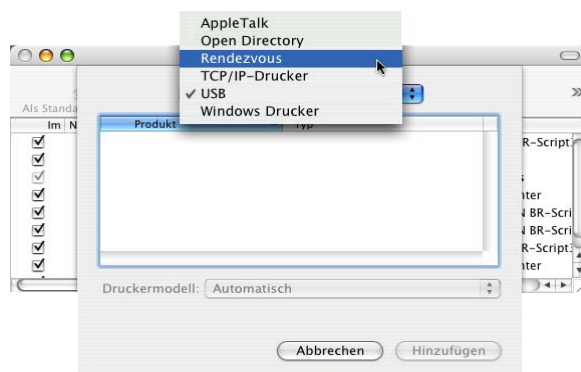 AppleTalk
Open Directory
Rendezvous
TCP/IP-Drucker
✓ USB
Windows Drucker
Als Standa
Im N
Produkt
Typ
R-Script
nter
N BR-Scri
N BR-Scri
R-Script3
nter
Druckermodell: Automatisch
Abbrechen
Hinzufügen